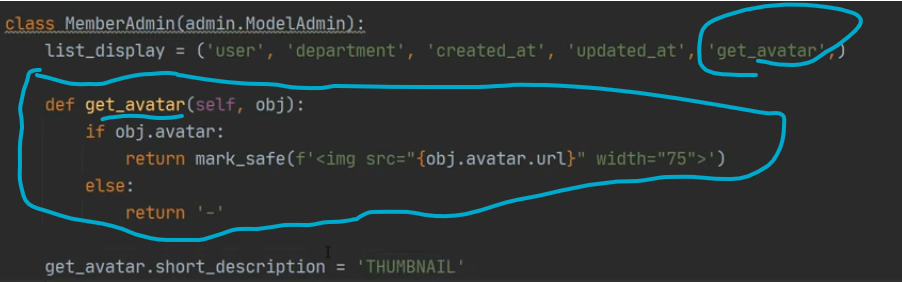 class MemberAdmin(admin.ModelAdmin):
    list_display = ('user', 'department', 'created_at', 'updated_at', 'get_avatar',)
    def get_avatar(self, obj):
        if obj.avatar:
            return mark_safe(f'<img src="{obj.avatar.url}" width="75">')
        else:
            return '-'
    get_avatar.short_description = 'THUMBNAIL'